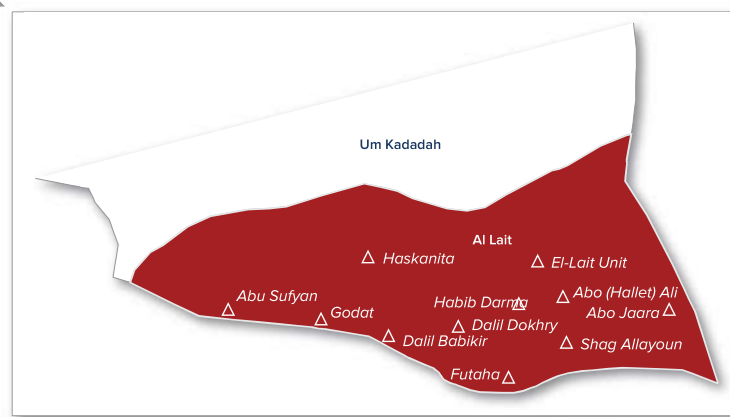 Um Kadadah
Al Lait
Haskanita
El-Lait Unit
Abu Sufyan
Abo (Hallet) Ali
Habib Darma
Godat
Abo Jaara
Dalil Dokhry
Dalil Babikir
Shag Allayoun
Futaha